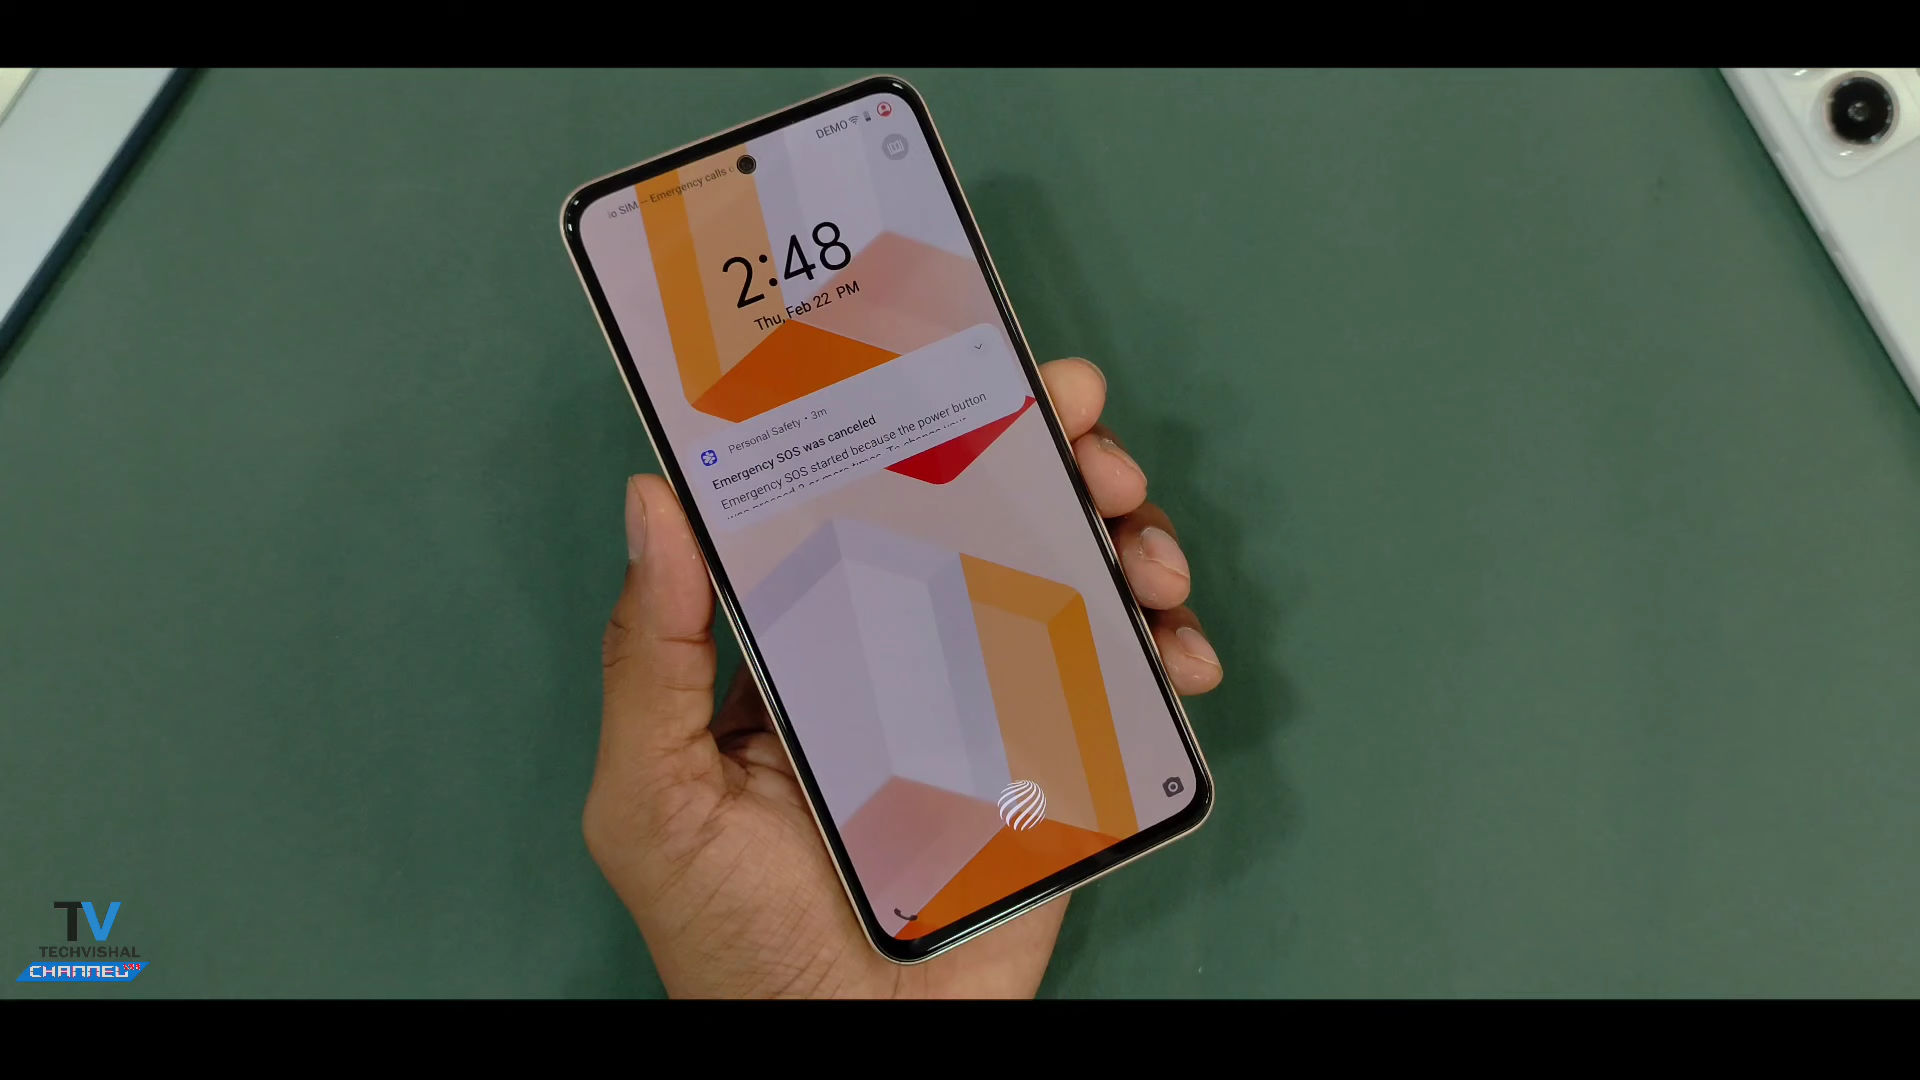 DEMO
SIM – Emergency calls
2:48
Thu, Feb 22 PM
Personal Safety • 3m
Emergency SOS was canceled
Emergency SOS started because the power button
TV
TECHVISHAL
CHANNEL